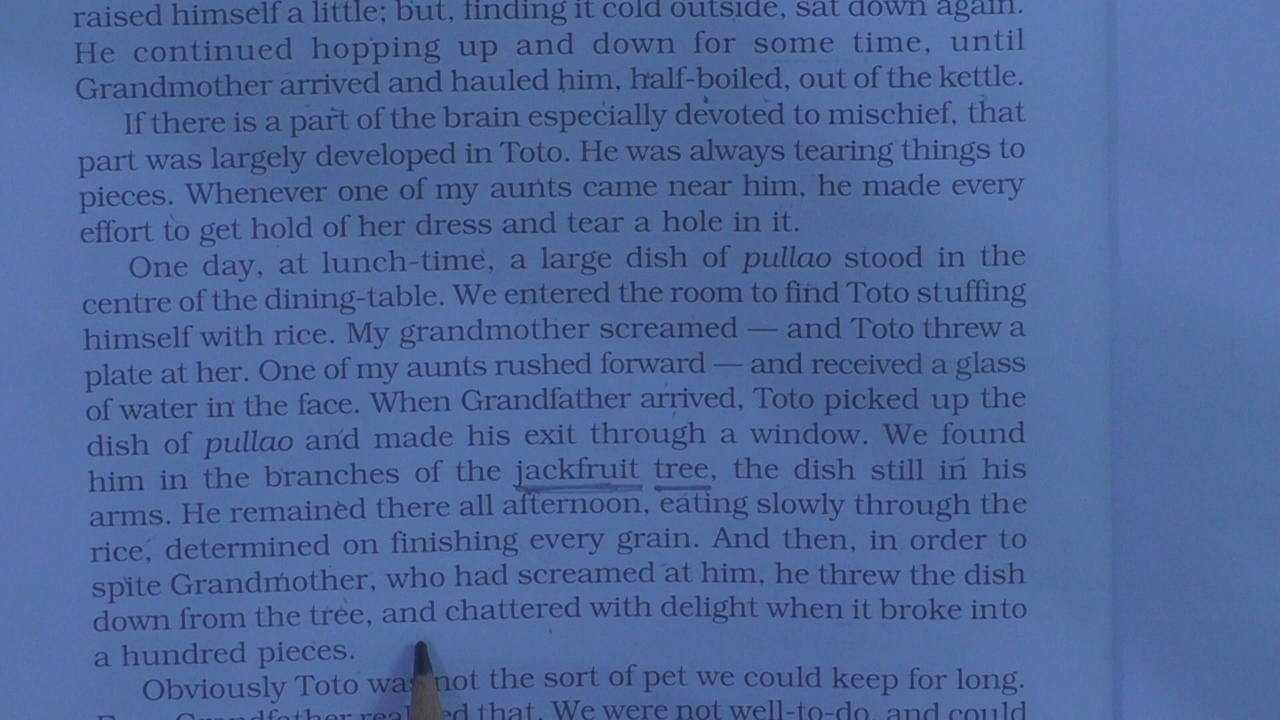 raised himself a little; but, finding it cold outside, sat down again.
He continued hopping up and down for some time, until
Grandmother arrived and hauled him, half-boiled, out of the kettle.
If there is a part of the brain especially devoted to mischief, that
part was largely developed in Toto. He was always tearing things to
pieces. Whenever one of my aunts came near him, he made every
effort to get hold of her dress and tear a hole in it.
One day, at lunch-time, a large dish of pullao stood in the
centre of the dining-table. We entered the room to find Toto stuffing
himself with rice. My grandmother screamed — and Toto threw a
plate at her. One of my aunts rushed forward — and received a glass
of water in the face. When Grandfather arrived, Toto picked up the
dish of pullao and made his exit through a window. We found
him in the branches of the jackfruit tree, the dish still in his
arms. He remained there all afternoon, eating slowly through the
rice, determined on finishing every grain. And then, in order to
spite Grandmother, who had screamed at him, he threw the dish
down from the tree, and chattered with delight when it broke into
a hundred pieces.
Obviously Toto was not the sort of pet we could keep for long.
Grandfather that. We were not well-to-do, and could